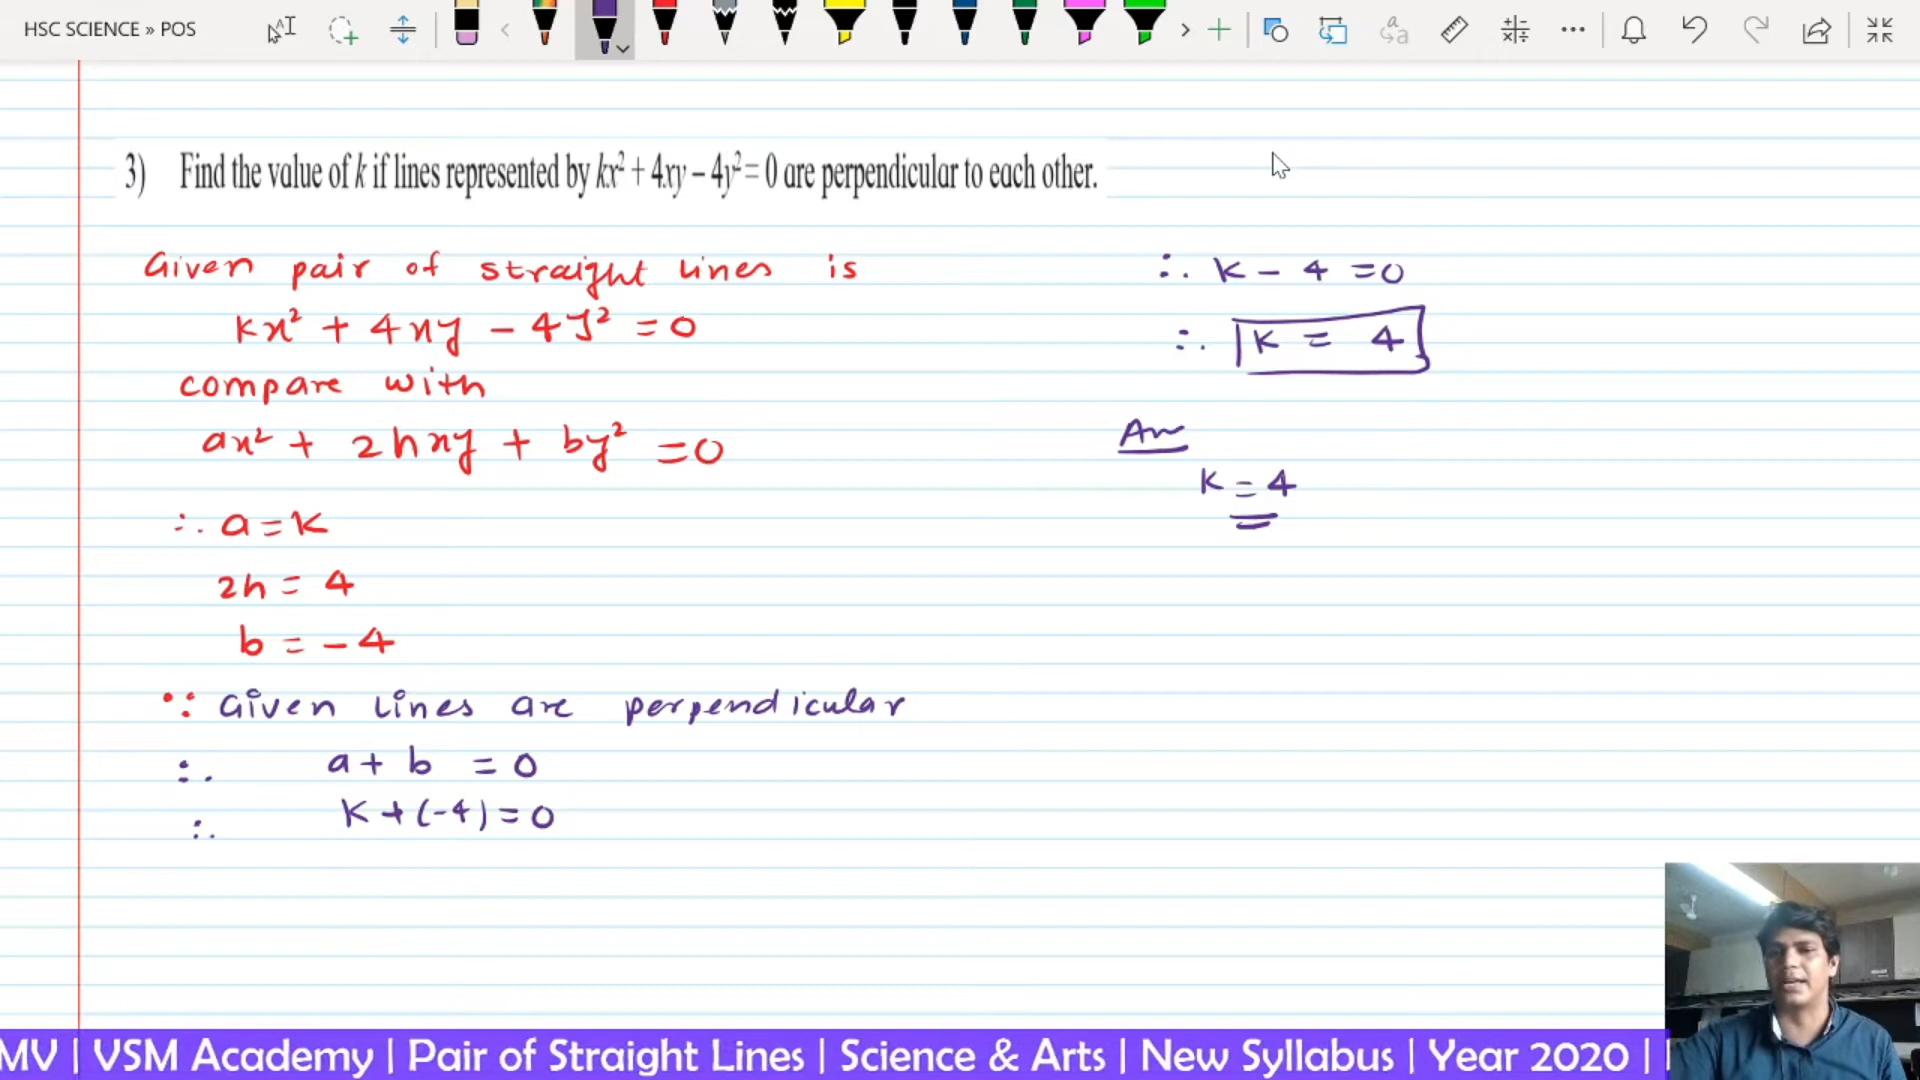 HSC SCIENCE » POS
3) Find the value of k if lines represented by kx² + 4xy – 4y² = 0 are perpendicular to each other.
Given pair of straight lines is
kx² + 4xy - 4y² = 0
compare with
ax² + 2hxy + by² = 0
∴ a = k
2h = 4
b = -4
∵ Given lines are perpendicular
∴ a + b = 0
∴ k + (-4) = 0
∴ k - 4 = 0
∴ k = 4
Ans
k = 4
MV | VSM Academy | Pair of Straight Lines | Science & Arts | New Syllabus | Year 2020 |